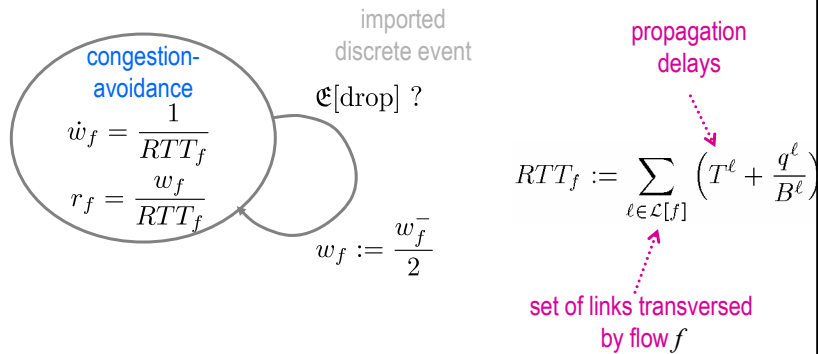 imported
discrete event
congestion-
avoidance
𝕰[drop] ?
ẇ_f = 1/RTT_f
r_f = w_f/RTT_f
w_f := w_f^-/2
propagation
delays
RTT_f := ∑_{ℓ∈ℒ[f]} (T^ℓ + q^ℓ/B^ℓ)
set of links transversed
by flow f